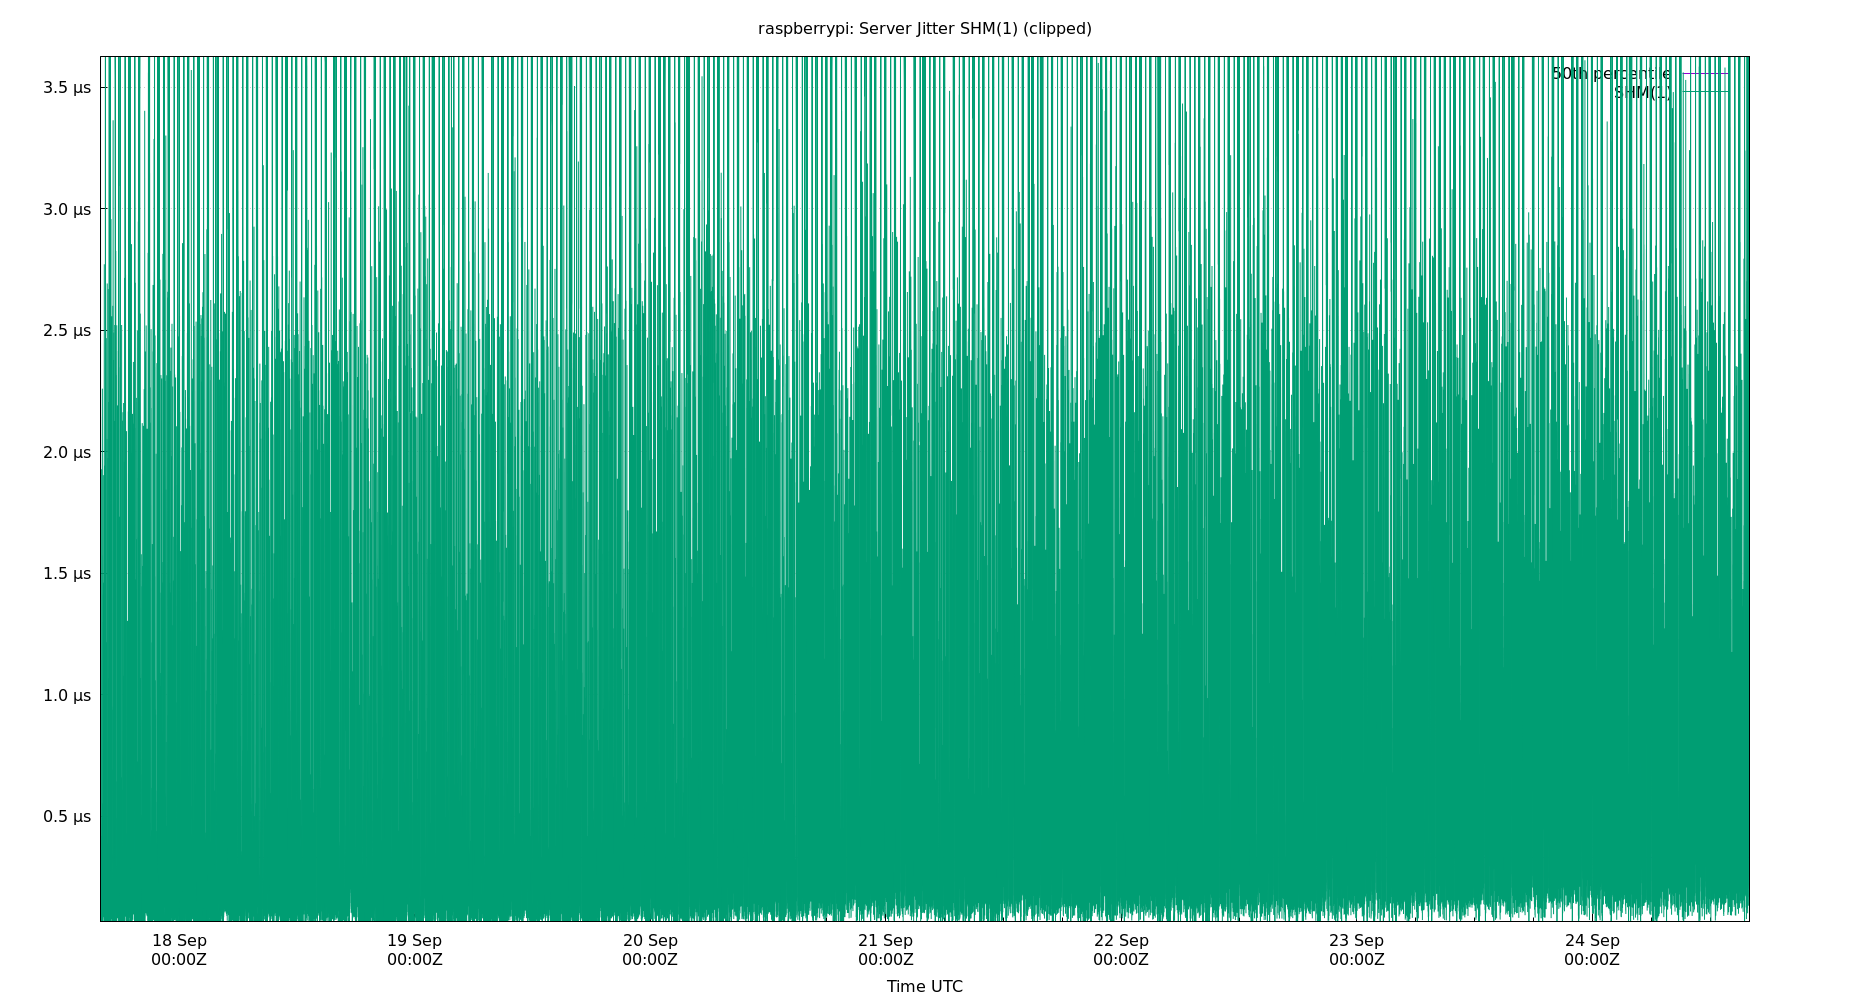 raspberrypi: Server Jitter SHM(1) (clipped)
50th percentile
SHM(1)
3.5 µs
3.0 µs
2.5 µs
2.0 µs
1.5 µs
1.0 µs
0.5 µs
18 Sep 19 Sep 20 Sep 21 Sep 22 Sep 23 Sep 24 Sep
00:00Z 00:00Z 00:00Z 00:00Z 00:00Z 00:00Z 00:00Z
Time UTC